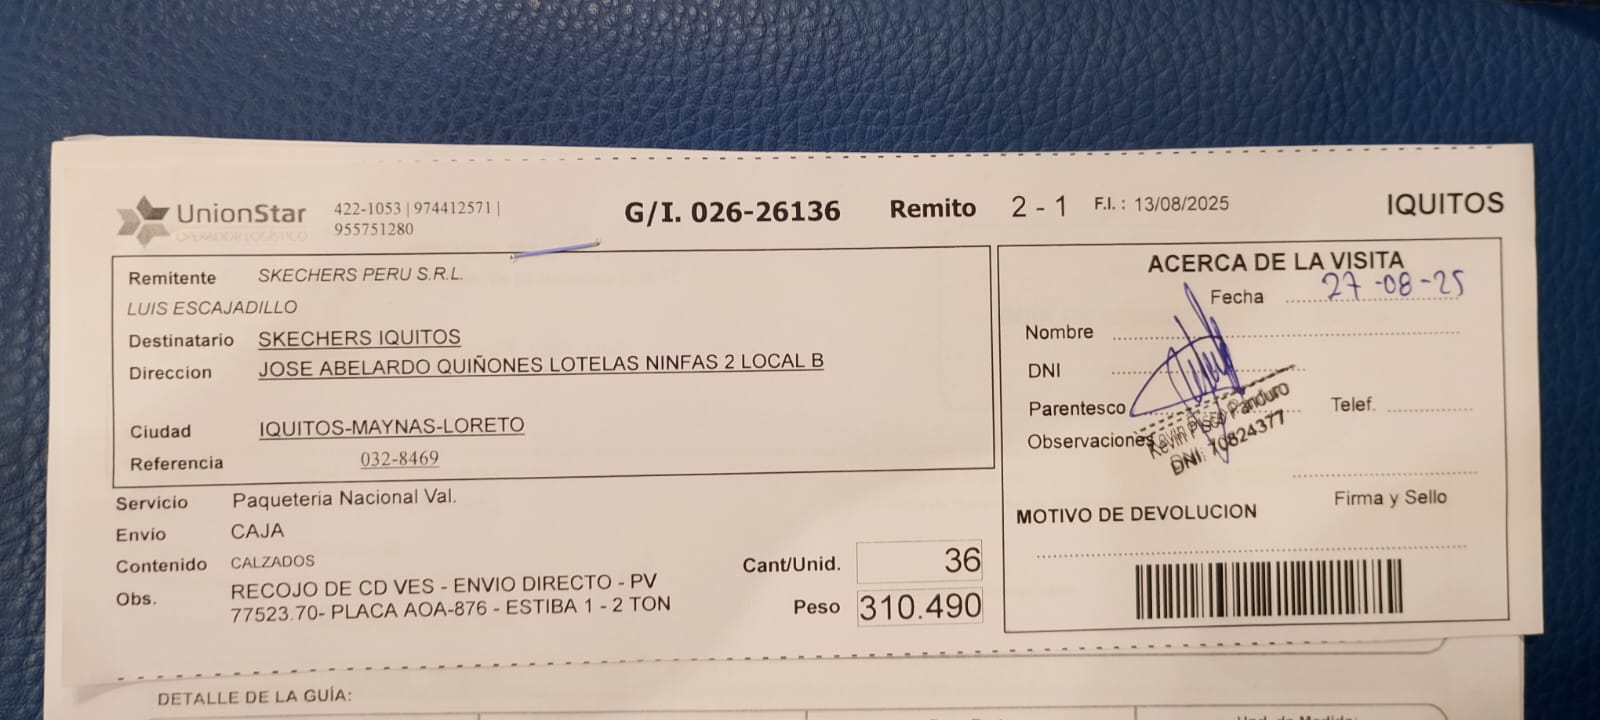 UnionStar
OPERADOR LOGÍSTICO
422-1053 | 974412571 |
955751280
G/I. 026-26136 Remito 2 - 1 F.I. : 13/08/2025 IQUITOS
Remitente SKECHERS PERU S.R.L.
LUIS ESCAJADILLO
Destinatario SKECHERS IQUITOS
Direccion JOSE ABELARDO QUIÑONES LOTELAS NINFAS 2 LOCAL B
Ciudad IQUITOS-MAYNAS-LORETO
Referencia 032-8469
Servicio Paqueteria Nacional Val.
Envío CAJA
Contenido CALZADOS
Obs. RECOJO DE CD VES - ENVIO DIRECTO - PV
77523.70- PLACA AOA-876 - ESTIBA 1 - 2 TON
Cant/Unid. 36
Peso 310.490
ACERCA DE LA VISITA
Fecha 27-08-25
Nombre
DNI
Parentesco Telef.
Observaciones
Kevin Pisco Panduro
DNI: 70824377
Firma y Sello
MOTIVO DE DEVOLUCION
DETALLE DE LA GUÍA: